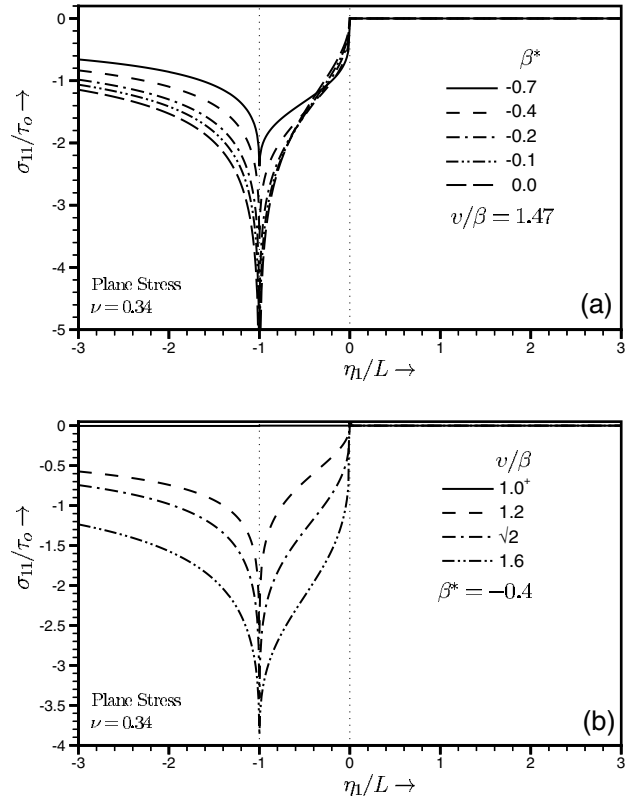 0
-1
-2
-3
-4
-5
σ₁₁/τₒ →
β*
-0.7
-0.4
-0.2
-0.1
0.0
υ/β = 1.47
Plane Stress
ν = 0.34
(a)
-3 -2 -1 0 1 2 3
η₁/L →
0
-0.5
-1
-1.5
-2
-2.5
-3
-3.5
-4
σ₁₁/τₒ →
υ/β
1.0⁺
1.2
√2
1.6
β* = −0.4
Plane Stress
ν = 0.34
(b)
-3 -2 -1 0 1 2 3
η₁/L →